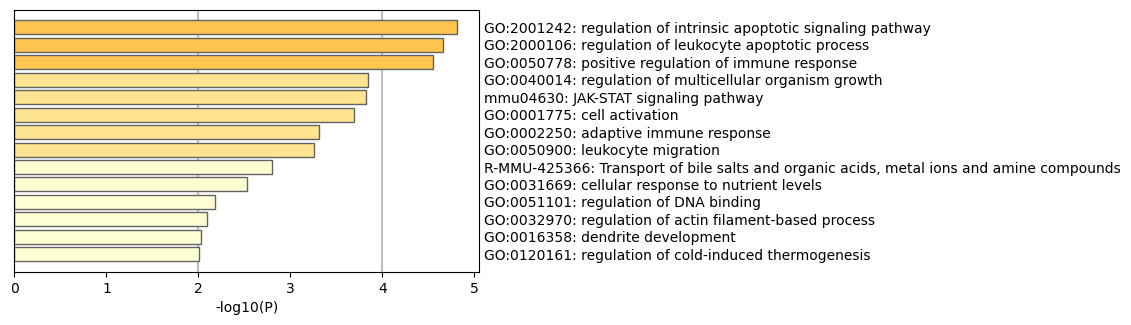 GO:2001242: regulation of intrinsic apoptotic signaling pathway
GO:2000106: regulation of leukocyte apoptotic process
GO:0050778: positive regulation of immune response
GO:0040014: regulation of multicellular organism growth
mmu04630: JAK-STAT signaling pathway
GO:0001775: cell activation
GO:0002250: adaptive immune response
GO:0050900: leukocyte migration
R-MMU-425366: Transport of bile salts and organic acids, metal ions and amine compounds
GO:0031669: cellular response to nutrient levels
GO:0051101: regulation of DNA binding
GO:0032970: regulation of actin filament-based process
GO:0016358: dendrite development
GO:0120161: regulation of cold-induced thermogenesis
0 1 2 3 4 5
-log10(P)